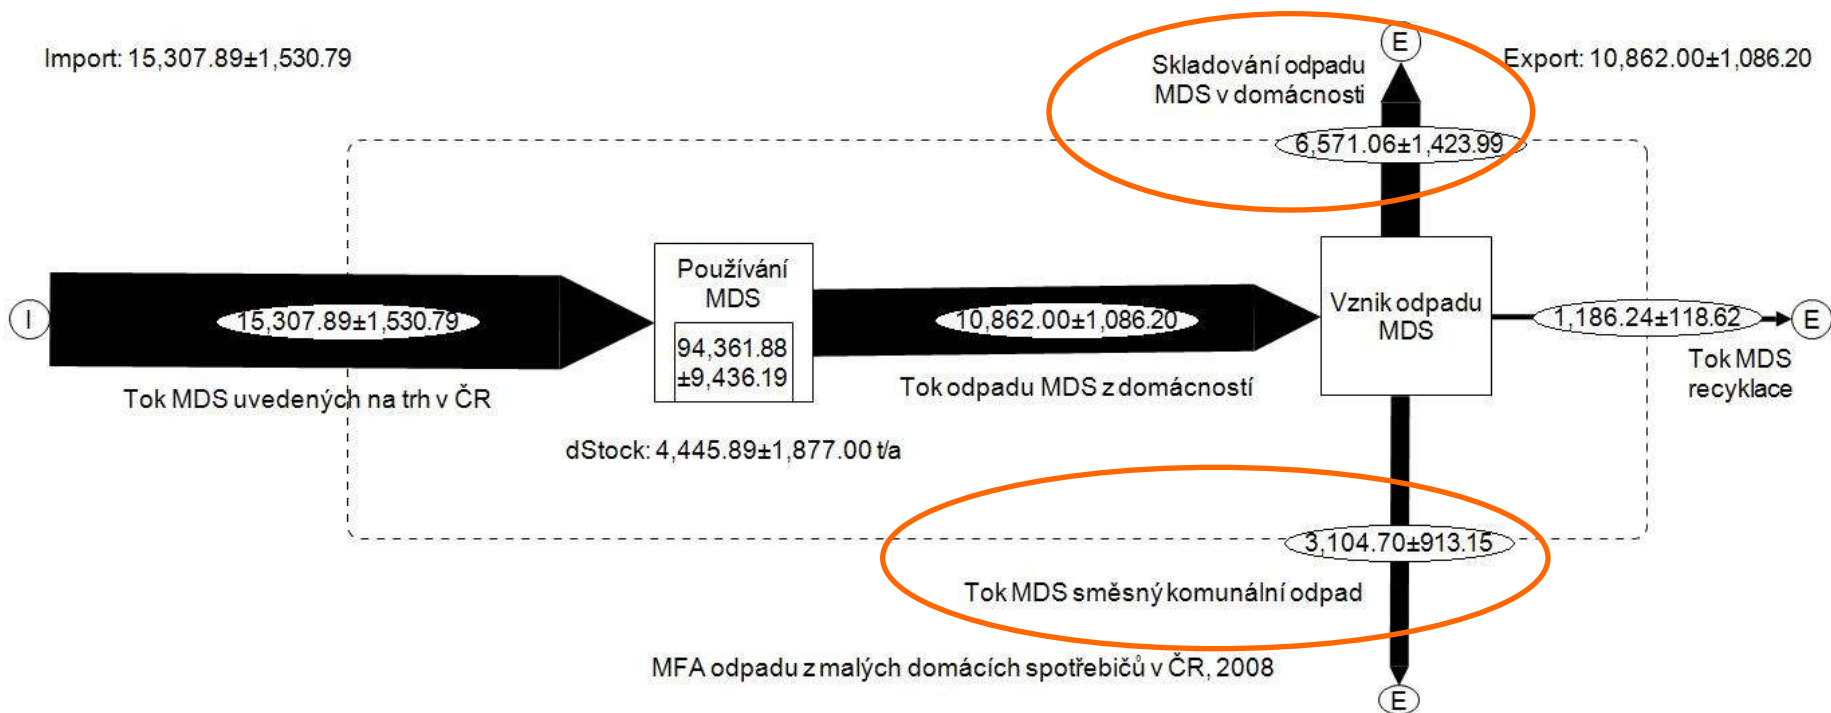 Import: 15,307.89±1,530.79
E
Skladování odpadu
MDS v domácnosti
Export: 10,862.00±1,086.20
6,571.06±1,423.99
Používání
MDS
94,361.88
±9,436.19
I
15,307.89±1,530.79
10,862.00±1,086.20
Vznik odpadu
MDS
1,186.24±118.62
E
Tok MDS
recyklace
Tok MDS uvedených na trh v ČR
Tok odpadu MDS z domácností
dStock: 4,445.89±1,877.00 t/a
3,104.70±913.15
Tok MDS směsný komunální odpad
MFA odpadu z malých domácích spotřebičů v ČR, 2008
E